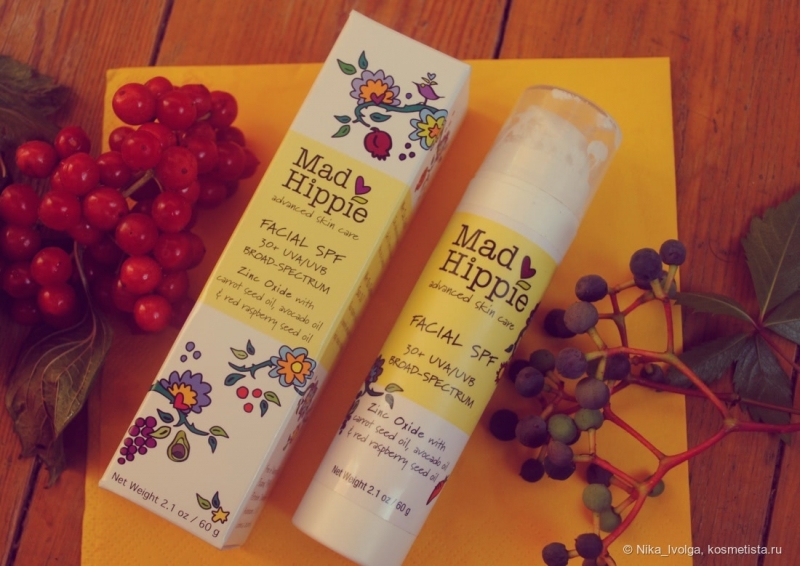 Mad
Hippie
advanced skin care
FACIAL SPF
30+ UVA/UVB
BROAD-SPECTRUM
Zinc Oxide with
carrot seed oil, avocado oil
& red raspberry seed oil
Net Weight 2.1 oz / 60 g
Mad
Hippie
advanced skin care
FACIAL SPF
30+ UVA/UVB
BROAD-SPECTRUM
Zinc Oxide with
carrot seed oil, avocado oil
& red raspberry seed oil
Net Weight 2.1 oz / 60 g
© Nika_Ivolga, kosmetista.ru